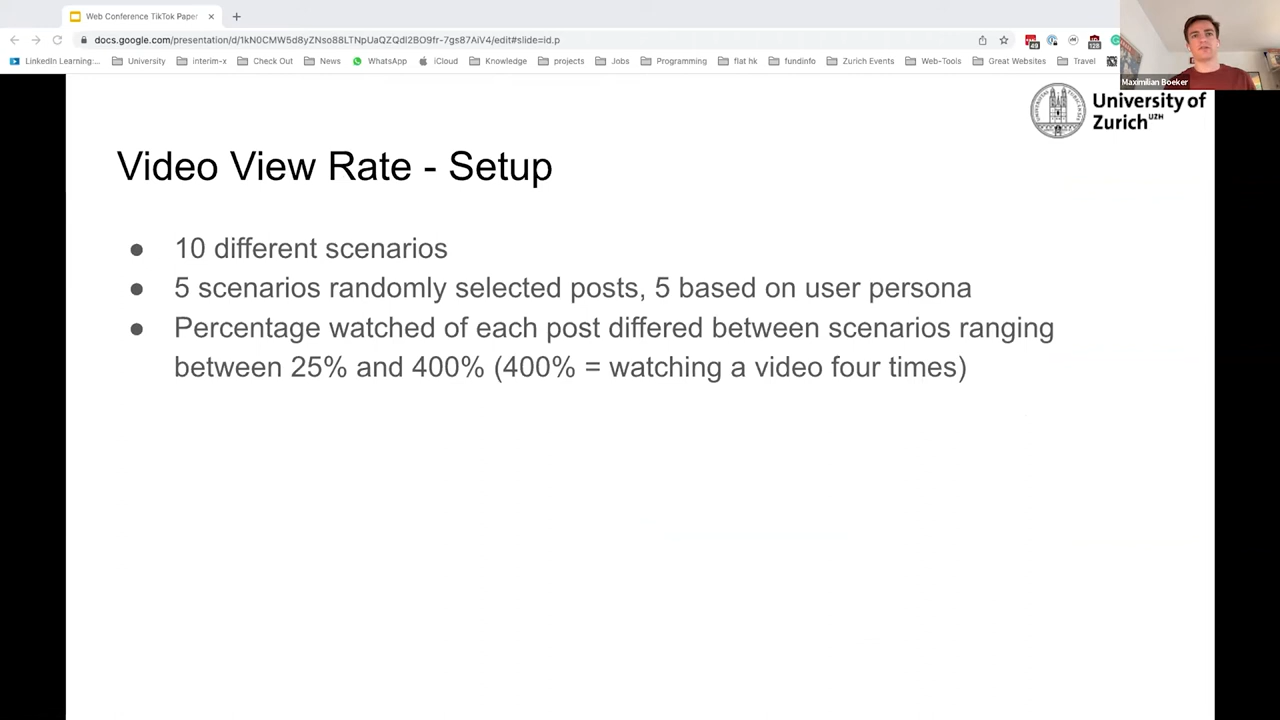 Web Conference TikTok Paper
docs.google.com/presentation/d/1kN0CMW5d8yZNso88LTNpUaQZQdl2BO9fr-7gs87AiV4/edit#slide=id.p
LinkedIn Learning:... University interim-x Check Out News WhatsApp iCloud Knowledge projects Jobs Programming flat hk fundinfo Zurich Events Web-Tools Great Websites Travel
Maximilian Boeker
University of
Zurich UZH
Video View Rate - Setup
● 10 different scenarios
● 5 scenarios randomly selected posts, 5 based on user persona
● Percentage watched of each post differed between scenarios ranging
between 25% and 400% (400% = watching a video four times)